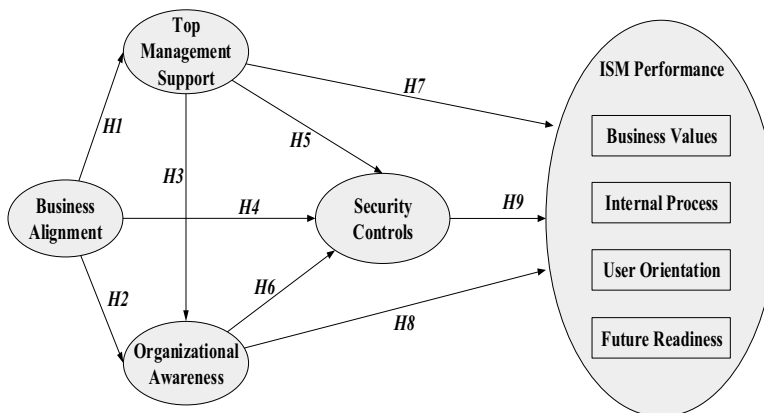 Top
Management
Support
ISM Performance
H7
H1
H5
Business Values
H3
Business
Alignment
H4
Security
Controls
H9
Internal Process
H2
H6
User Orientation
H8
Organizational
Awareness
Future Readiness